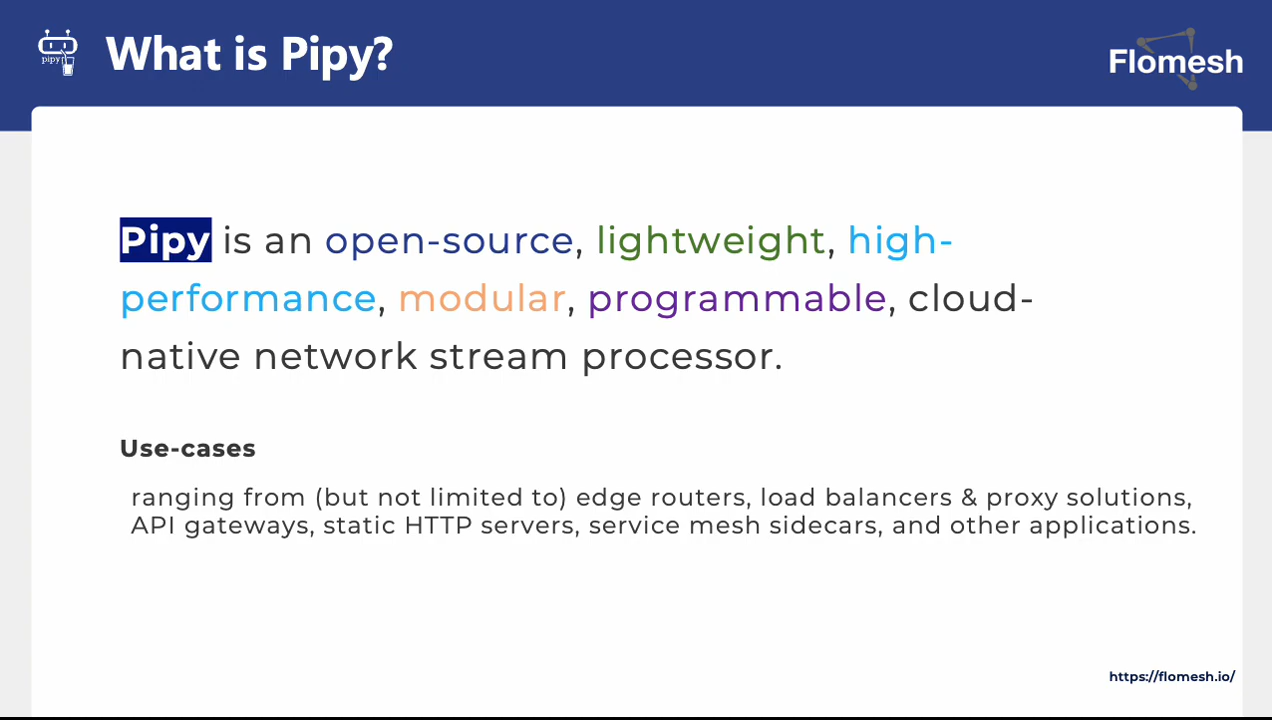 pipy
What is Pipy?
Flomesh
Pipy is an open-source, lightweight, high-
performance, modular, programmable, cloud-
native network stream processor.
Use-cases
ranging from (but not limited to) edge routers, load balancers & proxy solutions,
API gateways, static HTTP servers, service mesh sidecars, and other applications.
https://flomesh.io/